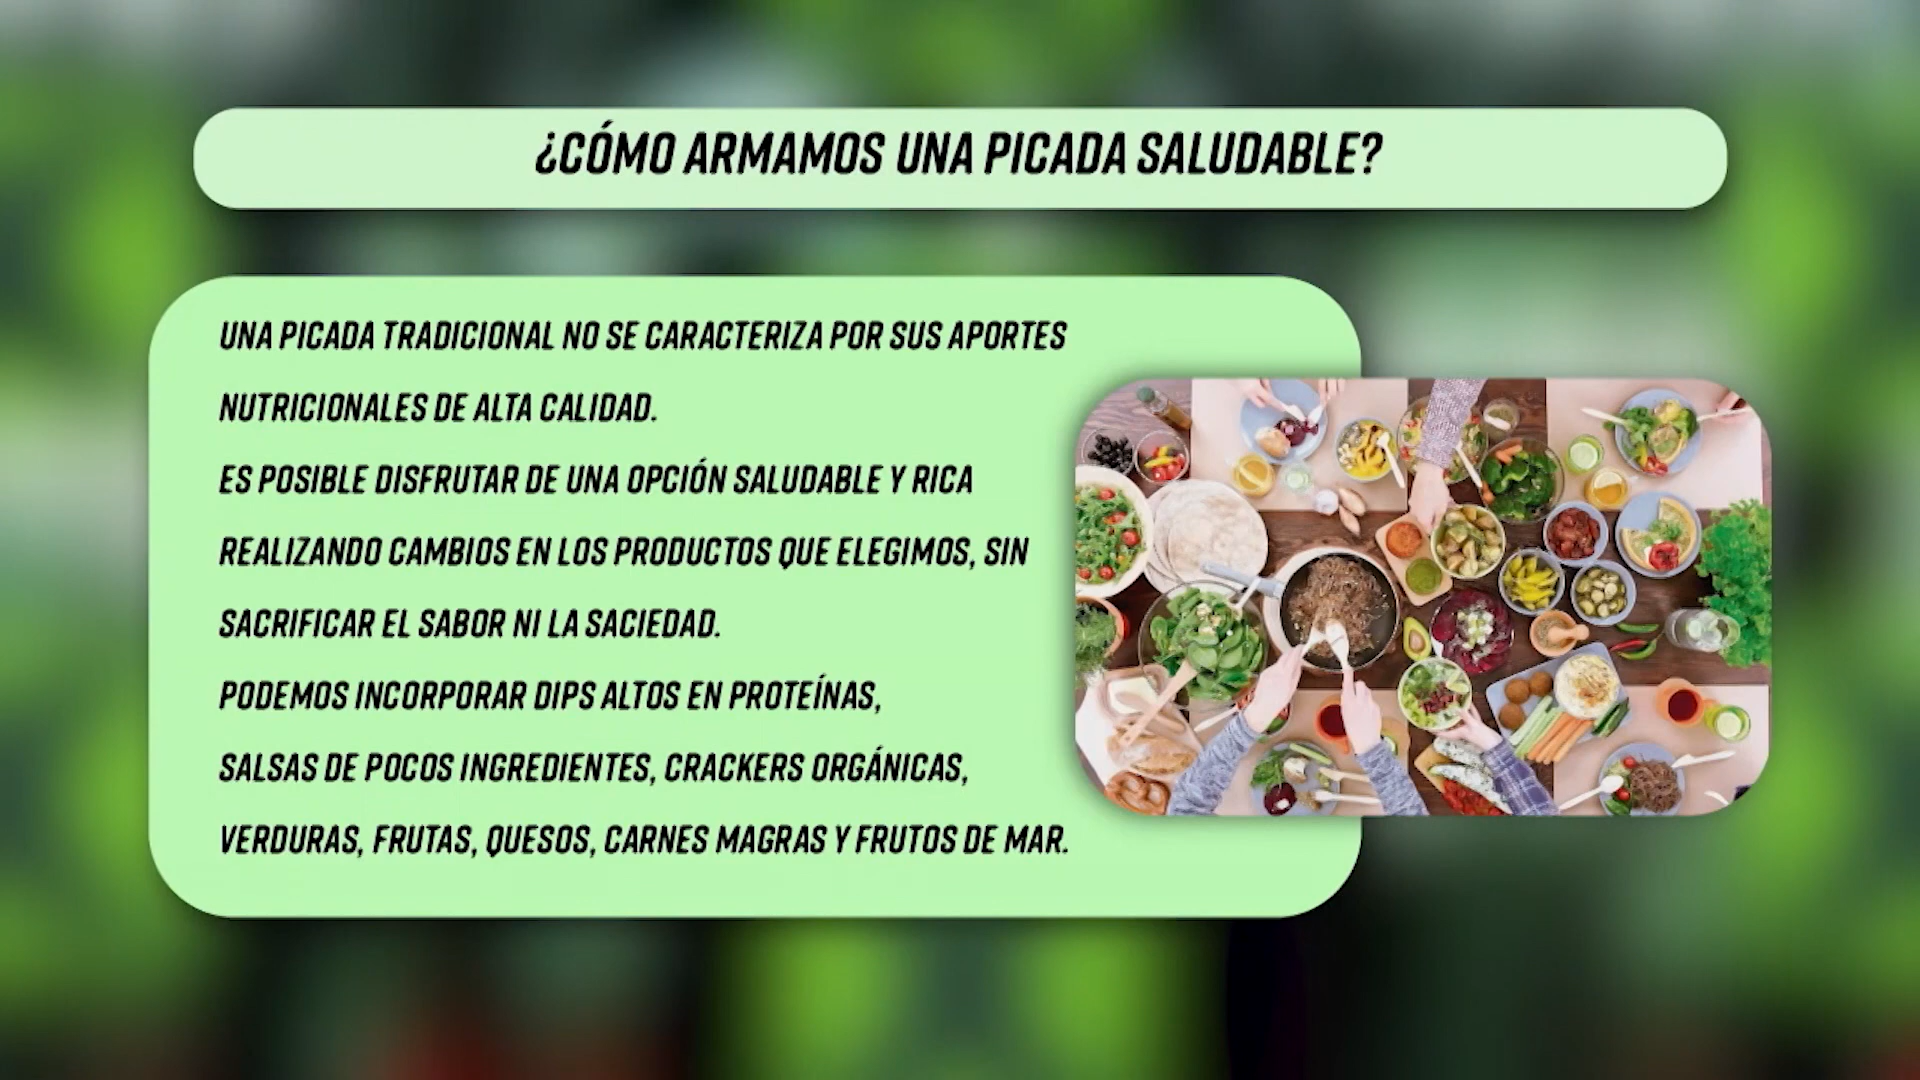 ¿CÓMO ARMAMOS UNA PICADA SALUDABLE?
UNA PICADA TRADICIONAL NO SE CARACTERIZA POR SUS APORTES
NUTRICIONALES DE ALTA CALIDAD.
ES POSIBLE DISFRUTAR DE UNA OPCIÓN SALUDABLE Y RICA
REALIZANDO CAMBIOS EN LOS PRODUCTOS QUE ELEGIMOS, SIN
SACRIFICAR EL SABOR NI LA SACIEDAD.
PODEMOS INCORPORAR DIPS ALTOS EN PROTEÍNAS,
SALSAS DE POCOS INGREDIENTES, CRACKERS ORGÁNICAS,
VERDURAS, FRUTAS, QUESOS, CARNES MAGRAS Y FRUTOS DE MAR.